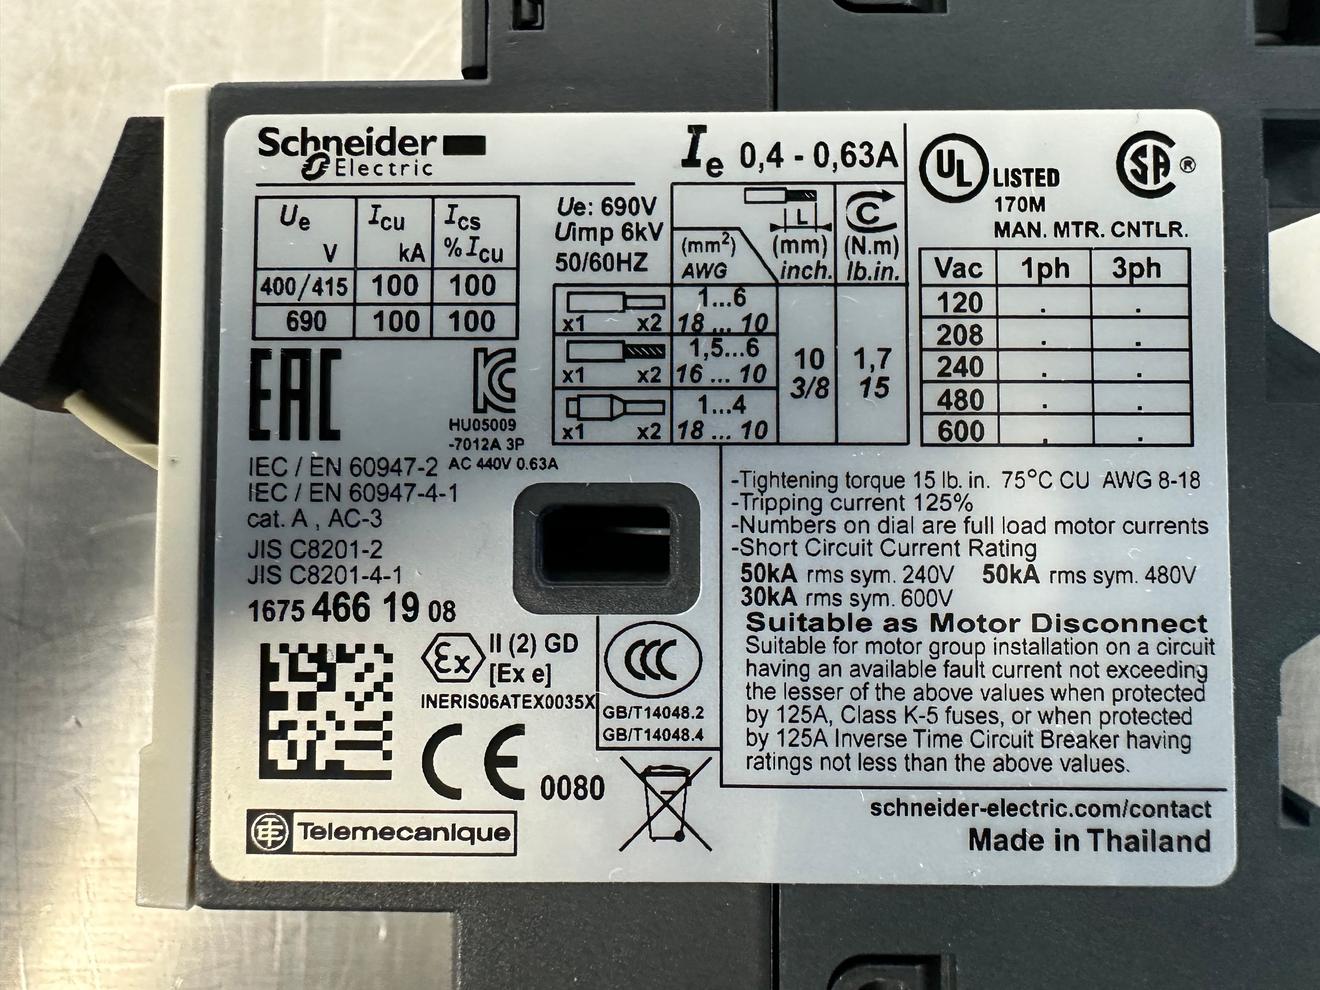 Schneider
Electric
Ie 0,4 - 0,63A
UL LISTED
170M
MAN. MTR. CNTLR.
SA ®
Ue V Icu kA Ics %Icu
400/415 100 100
690 100 100
Ue: 690V
Uimp 6kV
50/60HZ
(mm²) AWG L (mm) inch. C (N.m) lb.in.
x1 x2 1...6
18 ... 10
x1 x2 1,5...6
16 ... 10
x1 x2 1...4
18 ... 10
10
3/8
1,7
15
Vac 1ph 3ph
120 . .
208 . .
240 . .
480 . .
600 . .
EAC
KC
HU05009
-7012A 3P
AC 440V 0.63A
IEC / EN 60947-2
IEC / EN 60947-4-1
cat. A , AC-3
JIS C8201-2
JIS C8201-4-1
1675 466 19 08
-Tightening torque 15 lb. in. 75°C CU AWG 8-18
-Tripping current 125%
-Numbers on dial are full load motor currents
-Short Circuit Current Rating
50kA rms sym. 240V 50kA rms sym. 480V
30kA rms sym. 600V
Suitable as Motor Disconnect
Suitable for motor group installation on a circuit
having an available fault current not exceeding
the lesser of the above values when protected
by 125A, Class K-5 fuses, or when protected
by 125A Inverse Time Circuit Breaker having
ratings not less than the above values.
Ex II (2) GD
[Ex e]
INERIS06ATEX0035X
CCC
GB/T14048.2
GB/T14048.4
CE 0080
Telemecanique
schneider-electric.com/contact
Made in Thailand